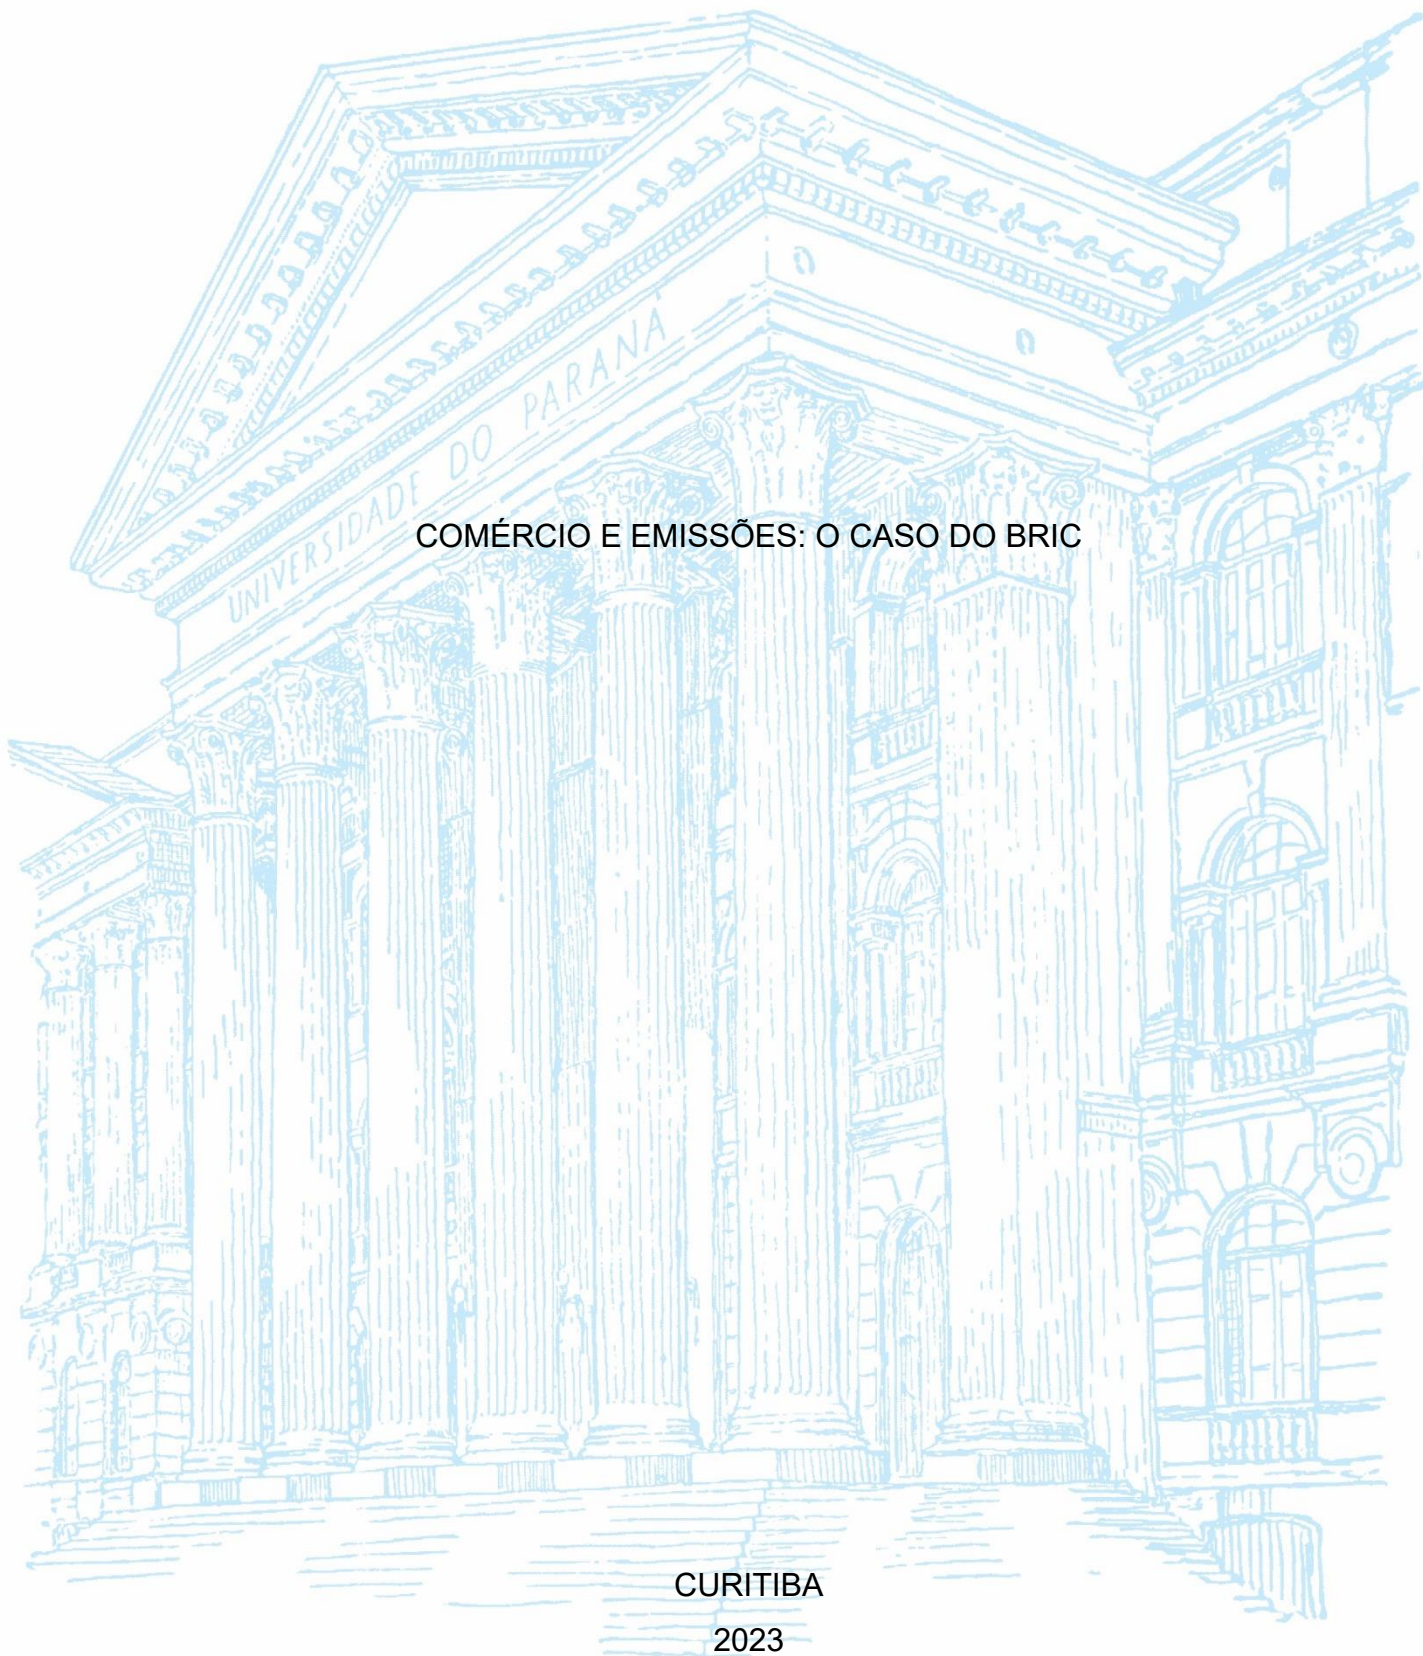 UNIVERSIDADE DO PARANÁ
COMÉRCIO E EMISSÕES: O CASO DO BRIC
CURITIBA
2023